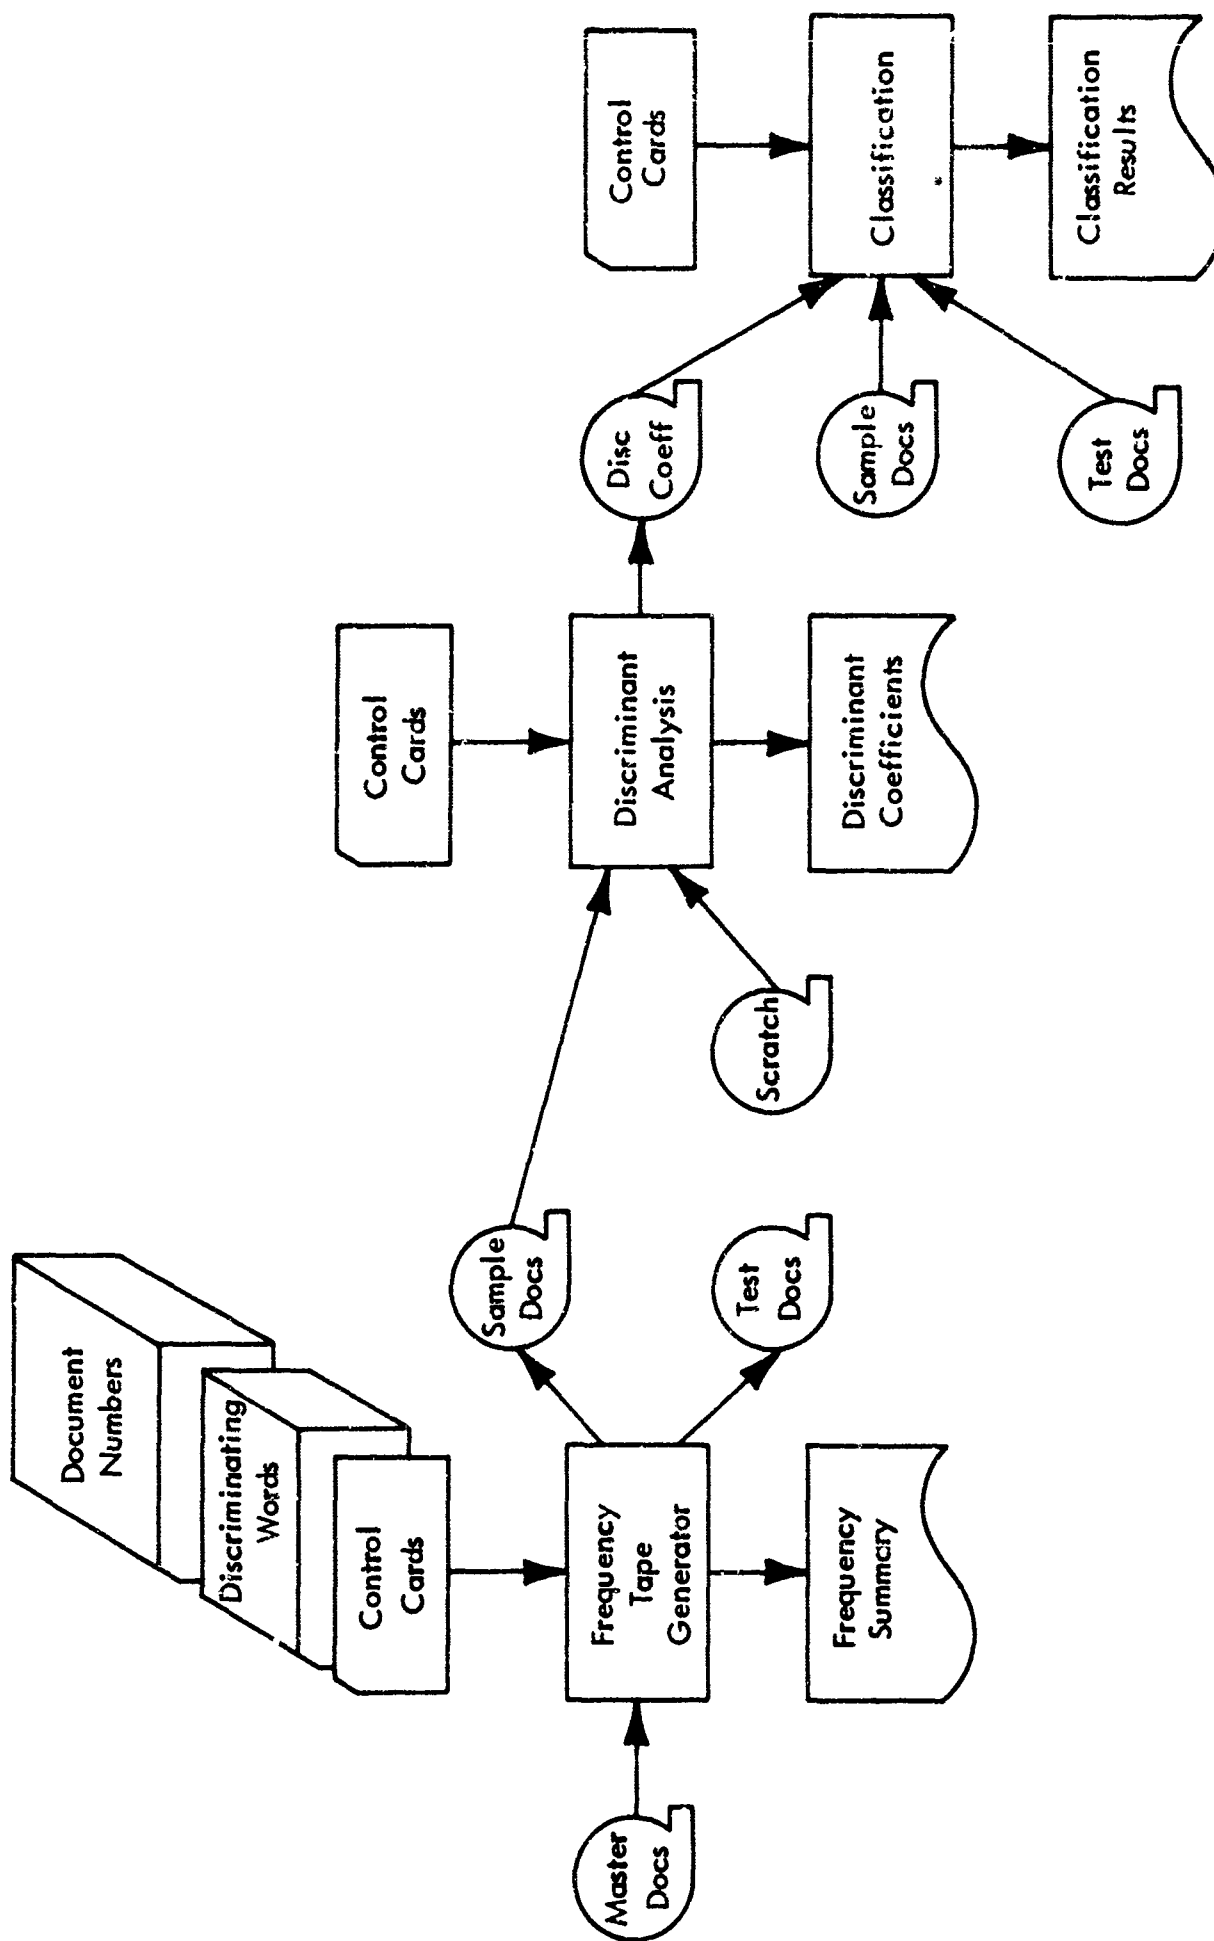 Document
Numbers
Discriminating
Words
Control
Cards
Master
Docs
Frequency
Tape
Generator
Frequency
Summary
Sample
Docs
Test
Docs
Scratch
Control
Cards
Discriminant
Analysis
Discriminant
Coefficients
Disc
Coeff
Sample
Docs
Test
Docs
Control
Cards
Classification
Classification
Results